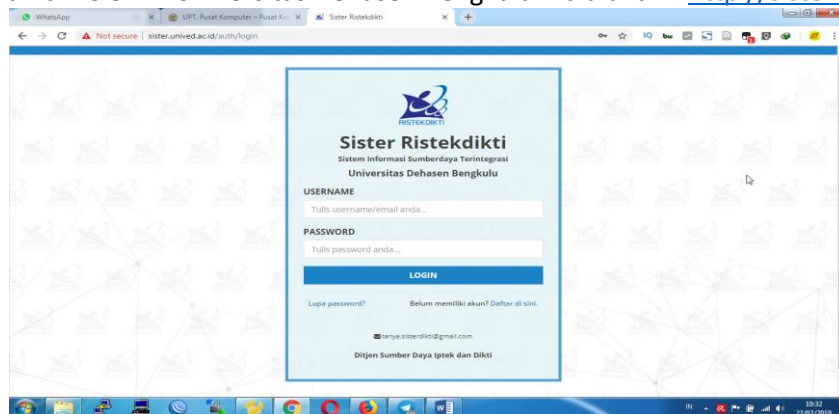 WhatsApp
UPT. Pusat Komputer – Pusat Ko
Sister Ristekdikti
Not secure | sister.unived.ac.id/auth/login
RISTEKDIKTI
Sister Ristekdikti
Sistem Informasi Sumberdaya Terintegrasi
Universitas Dehasen Bengkulu
USERNAME
Tulis username/email anda...
PASSWORD
Tulis password anda...
LOGIN
Lupa password? Belum memiliki akun? Daftar di sini.
tanya.sisterdikti@gmail.com
Ditjen Sumber Daya Iptek dan Dikti
IN
10:32